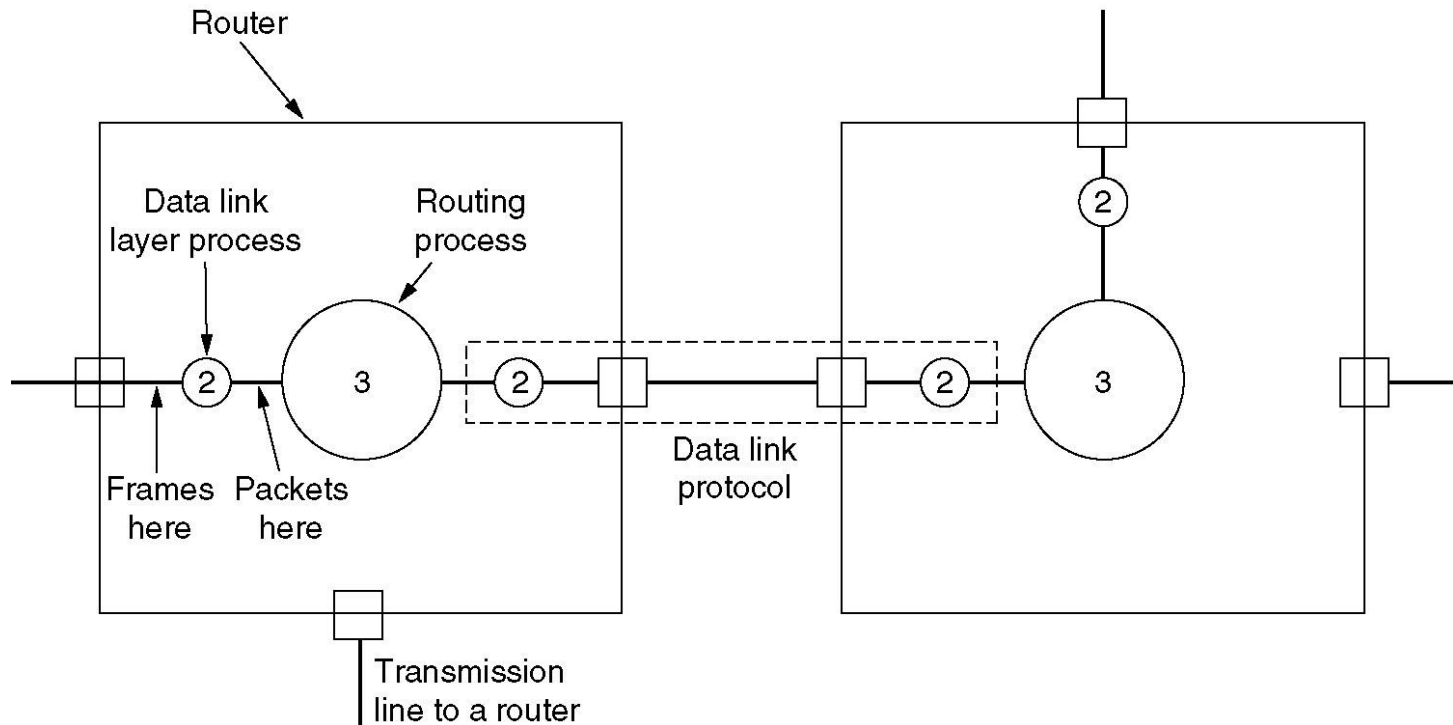 Router
Data link
layer process
Routing
process
2
2
3
2
2
3
Frames
here
Packets
here
Data link
protocol
Transmission
line to a router